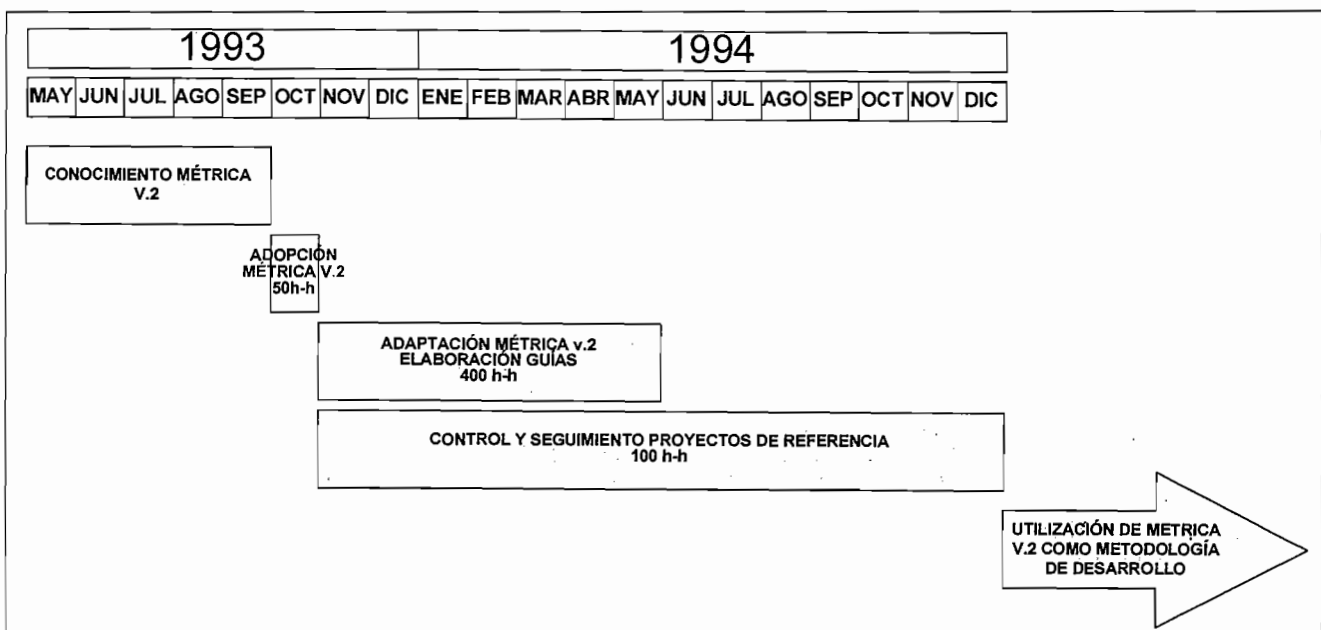 1993 1994
MAY JUN JUL AGO SEP OCT NOV DIC ENE FEB MAR ABR MAY JUN JUL AGO SEP OCT NOV DIC
CONOCIMIENTO MÉTRICA
V.2
ADOPCIÓN
MÉTRICA V.2
50h-h
ADAPTACIÓN MÉTRICA v.2
ELABORACIÓN GUÍAS
400 h-h
CONTROL Y SEGUIMIENTO PROYECTOS DE REFERENCIA
100 h-h
UTILIZACIÓN DE METRICA
V.2 COMO METODOLOGÍA
DE DESARROLLO